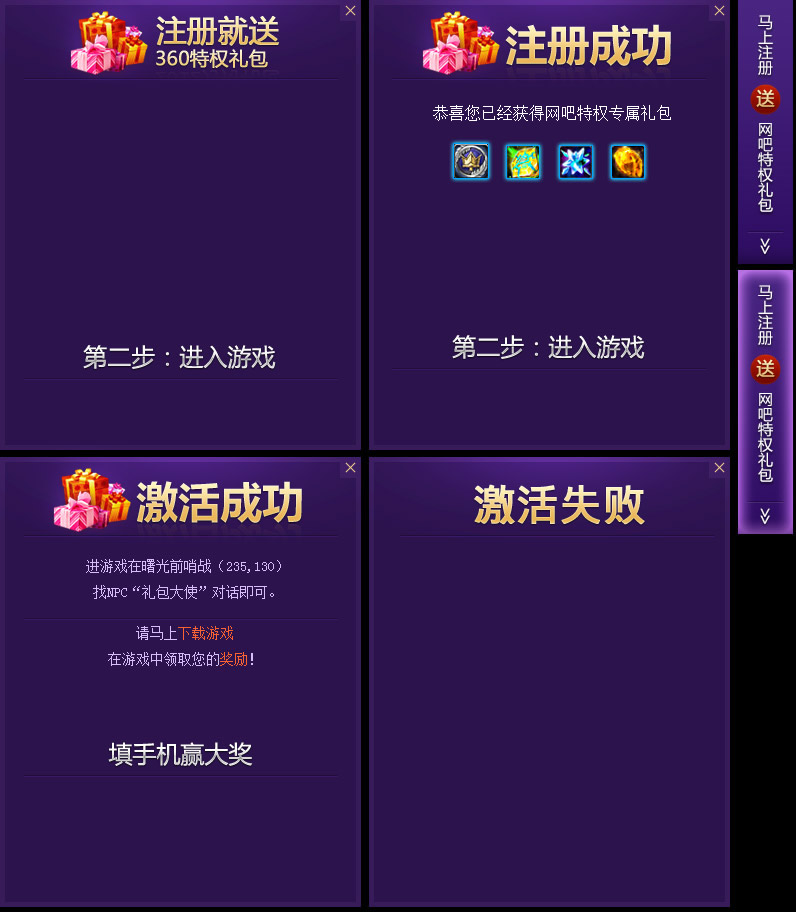 注册就送
360特权礼包
第二步：进入游戏
注册成功
恭喜您已经获得网吧特权专属礼包
第二步：进入游戏
马上注册
送
网吧特权礼包
马上注册
送
网吧特权礼包
激活成功
进游戏在曙光前哨战（235,130）
找NPC“礼包大使”对话即可。
请马上下载游戏
在游戏中领取您的奖励！
填手机赢大奖
激活失败